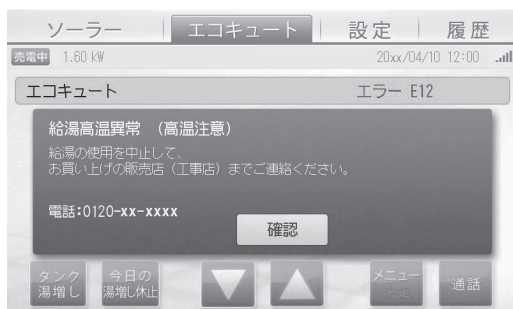 ソーラー エコキュート 設定 履歴
売電中 1.60 kW 20xx/04/10 12:00
エコキュート エラー E12
給湯高温異常 （高温注意）
給湯の使用を中止して、
お買い上げの販売店（工事店）までご連絡ください。
電話:0120-xx-xxxx
確認
タンク 今日の メニュー
湯増し 湯増し休止 決定 通話